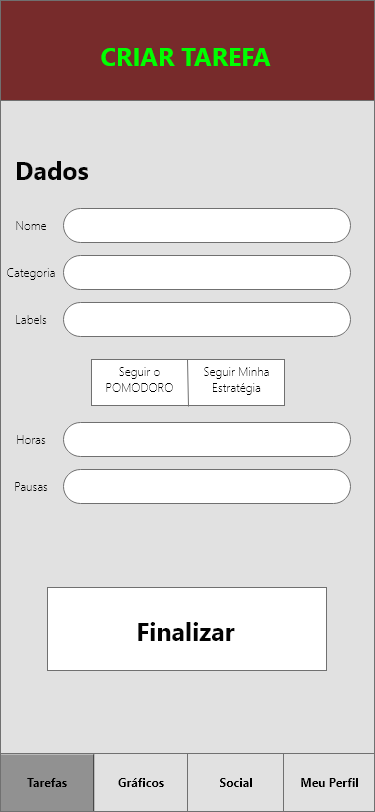 CRIAR TAREFA
Dados
Nome
Categoria
Labels
Seguir o
POMODORO
Seguir Minha
Estratégia
Horas
Pausas
Finalizar
Tarefas
Gráficos
Social
Meu Perfil